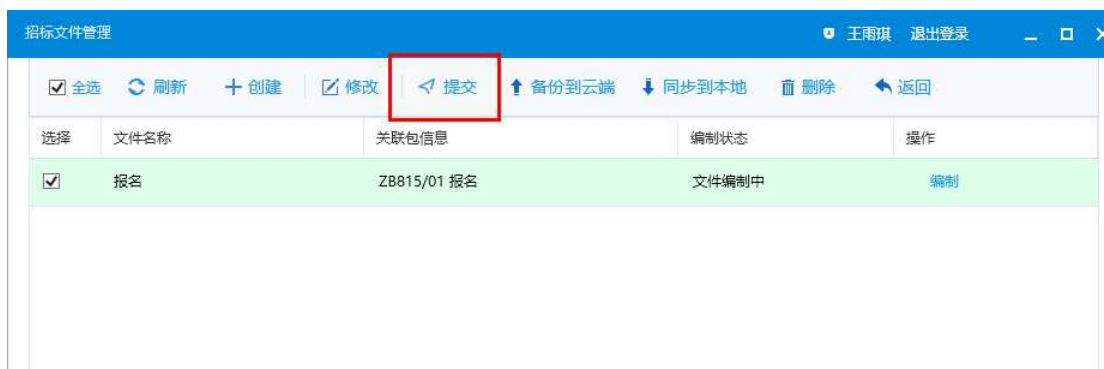 招标文件管理 王雨琪 退出登录
全选 刷新 创建 修改 提交 备份到云端 同步到本地 删除 返回
选择 文件名称 关联包信息 编制状态 操作
报名 ZB815/01 报名 文件编制中 编制